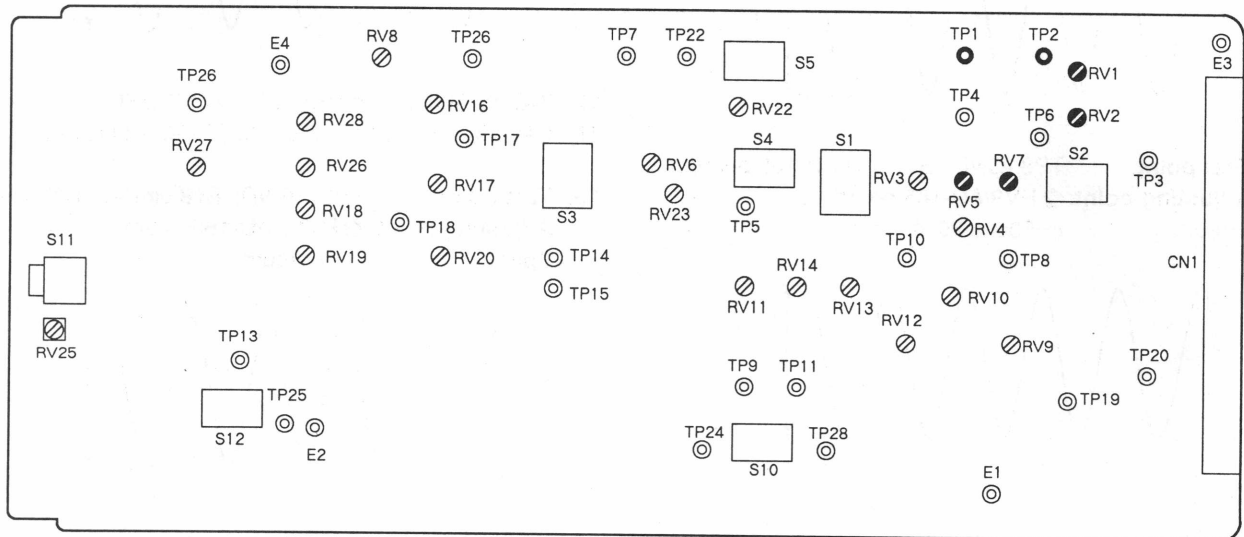 E4
RV8
TP26
TP7
TP22
S5
TP1
TP2
RV1
E3
TP26
RV28
RV16
TP17
RV22
TP4
TP6
RV2
RV27
RV26
RV17
S3
RV6
RV23
S4
TP5
S1
RV3
RV5
RV7
S2
TP3
RV18
TP18
RV4
S11
RV19
RV20
TP14
TP15
RV14
RV11
RV13
TP10
TP8
CN1
RV10
RV25
TP13
RV12
RV9
TP9
TP11
TP20
TP19
TP25
S12
E2
TP24
S10
TP28
E1